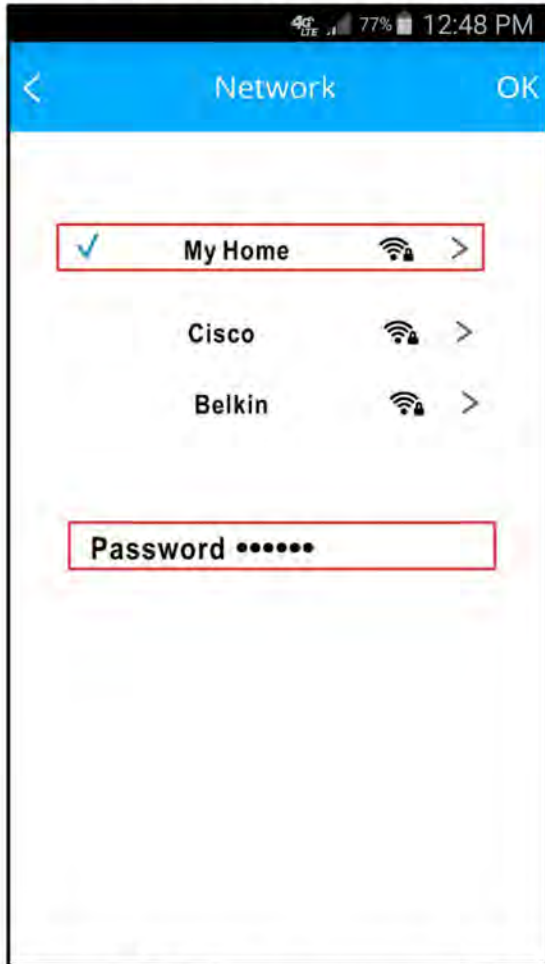 4G LTE 77% 12:48 PM
< Network OK
✓ My Home >
Cisco >
Belkin >
Password ••••••